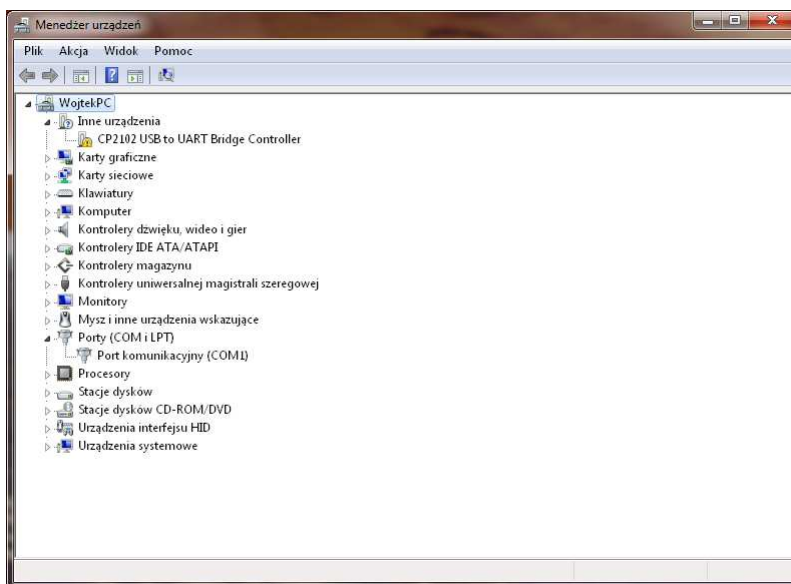 Menedżer urządzeń
Plik Akcja Widok Pomoc
WojtekPC
Inne urządzenia
CP2102 USB to UART Bridge Controller
Karty graficzne
Karty sieciowe
Klawiatury
Komputer
Kontrolery dźwięku, wideo i gier
Kontrolery IDE ATA/ATAPI
Kontrolery magazynu
Kontrolery uniwersalnej magistrali szeregowej
Monitory
Mysz i inne urządzenia wskazujące
Porty (COM i LPT)
Port komunikacyjny (COM1)
Procesory
Stacje dysków
Stacje dysków CD-ROM/DVD
Urządzenia interfejsu HID
Urządzenia systemowe